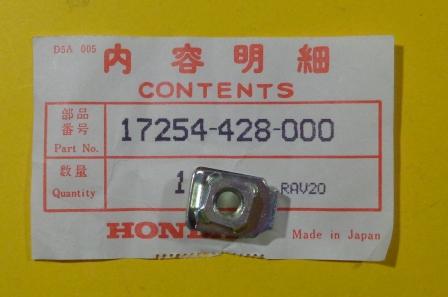 D5A 005
内容明細
CONTENTS
部品
番号
Part No.
17254-428-000
数量
Quantity
1
RAV20
Made in Japan